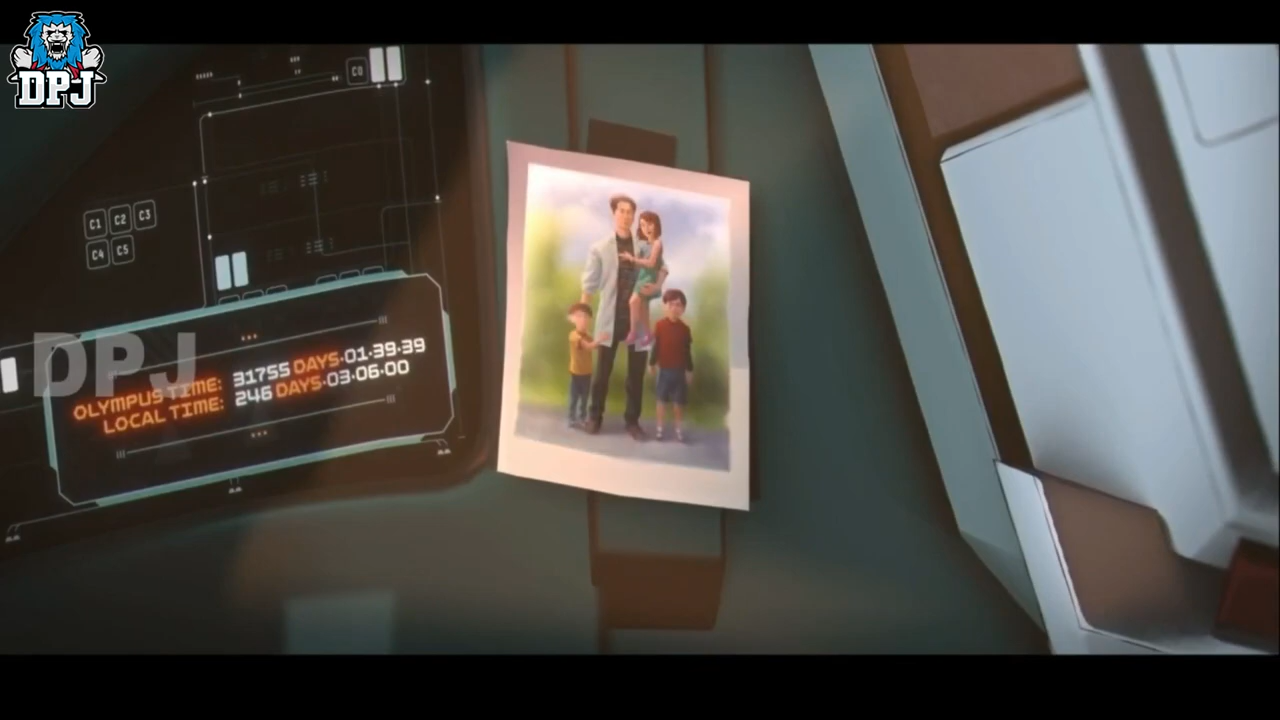 DPJ
C0
C1 C2 C3
C4 C5
DPJ
OLYMPUS TIME: 31755 DAYS·01·39·39
LOCAL TIME: 246 DAYS·03·06·00